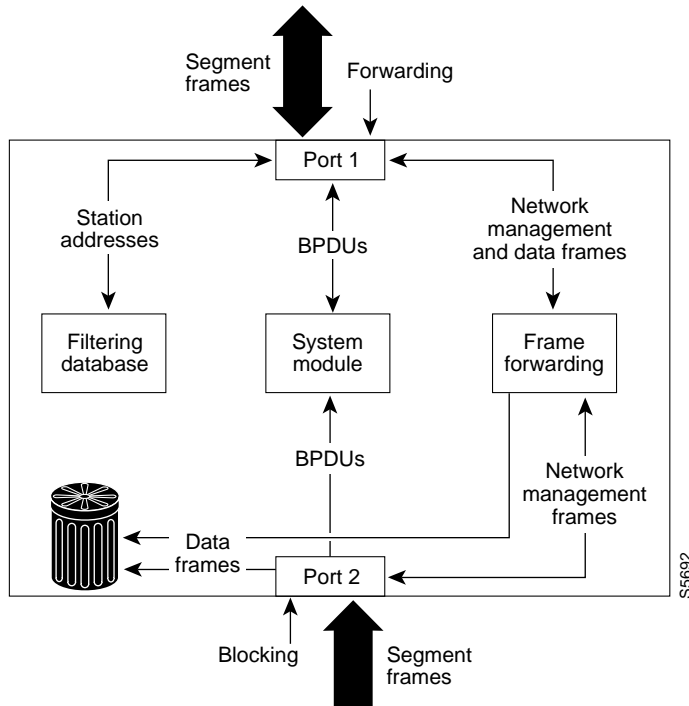 Segment
frames
Forwarding
Port 1
Station
addresses
BPDUs
Network
management
and data frames
Filtering
database
System
module
Frame
forwarding
BPDUs
Network
management
frames
Data
frames
Port 2
S5692
Blocking
Segment
frames